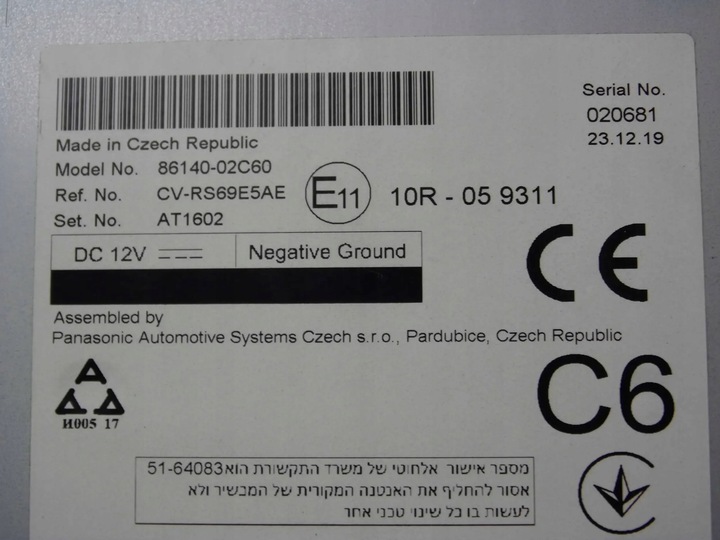 Serial No.
020681
23.12.19
Made in Czech Republic
Model No. 86140-02C60
Ref. No. CV-RS69E5AE
Set. No. AT1602
E11 10R - 05 9311
DC 12V Negative Ground
CE
Assembled by
Panasonic Automotive Systems Czech s.r.o., Pardubice, Czech Republic
C6
И005 17
מספר אישור אלחוטי של משרד התקשורת הוא 51-64083
אסור להחליף את האנטנה המקורית של המכשיר ולא
לעשות בו כל שינוי טכני אחר